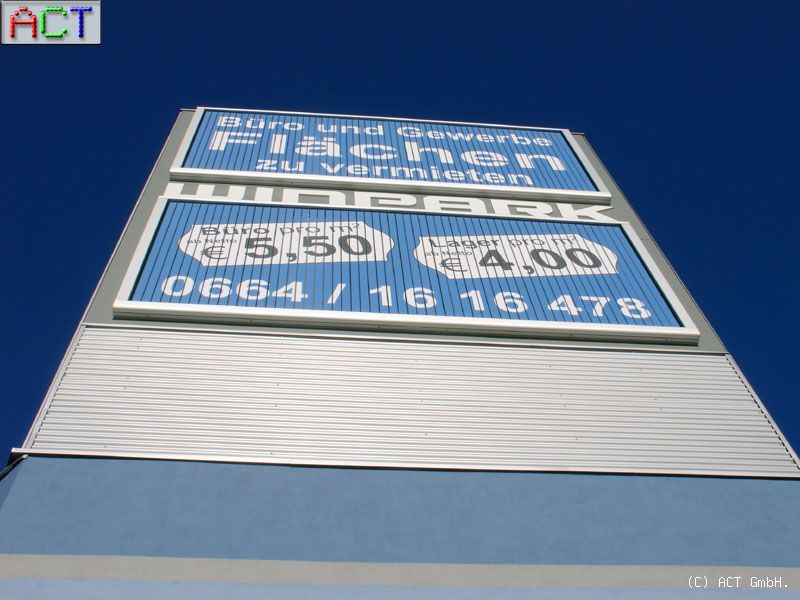 ACT
Büro und Gewerbe
Flächen
zu vermieten
WINPARK
Büro pro m²
ab Netto
€ 5,50
Lager pro m²
ab Netto
€ 4,00
0664 / 16 16 478
(C) ACT GmbH.